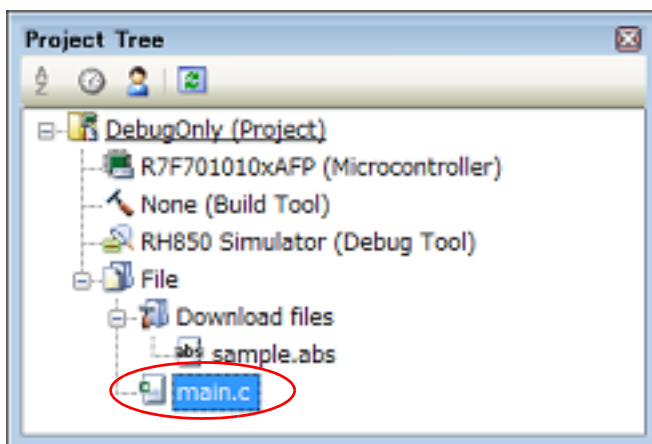 Project Tree
DebugOnly (Project)
R7F701010xAFP (Microcontroller)
None (Build Tool)
RH850 Simulator (Debug Tool)
File
Download files
abs sample.abs
main.c